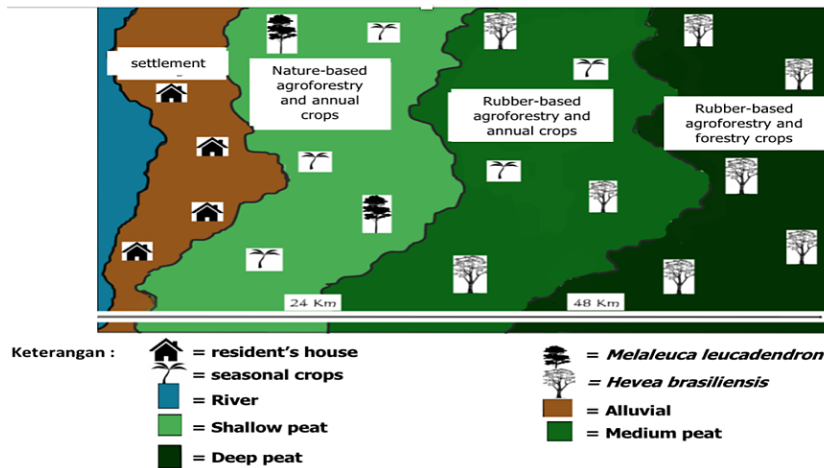 settlement
Nature-based
agroforestry
and annual
crops
Rubber-based
agroforestry and
annual crops
Rubber-based
agroforestry and
forestry crops
24 Km
48 Km
Keterangan :
= resident's house
= seasonal crops
= River
= Shallow peat
= Deep peat
= Melaleuca leucadendron
= Hevea brasiliensis
= Alluvial
= Medium peat